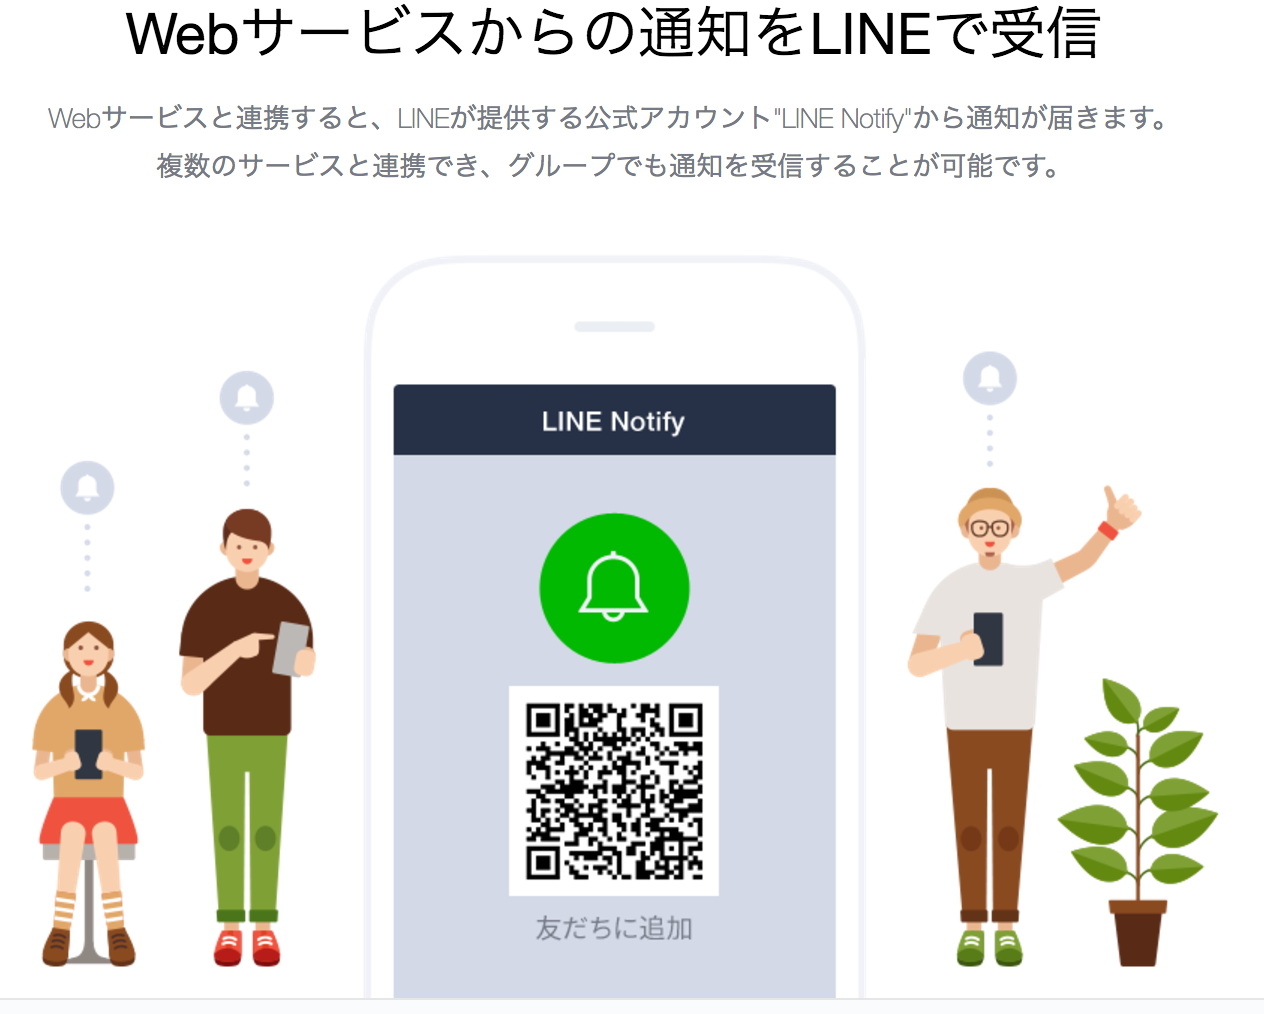 Webサービスからの通知をLINEで受信
Webサービスと連携すると、LINEが提供する公式アカウント"LINE Notify"から通知が届きます。
複数のサービスと連携でき、グループでも通知を受信することが可能です。
LINE Notify
友だちに追加